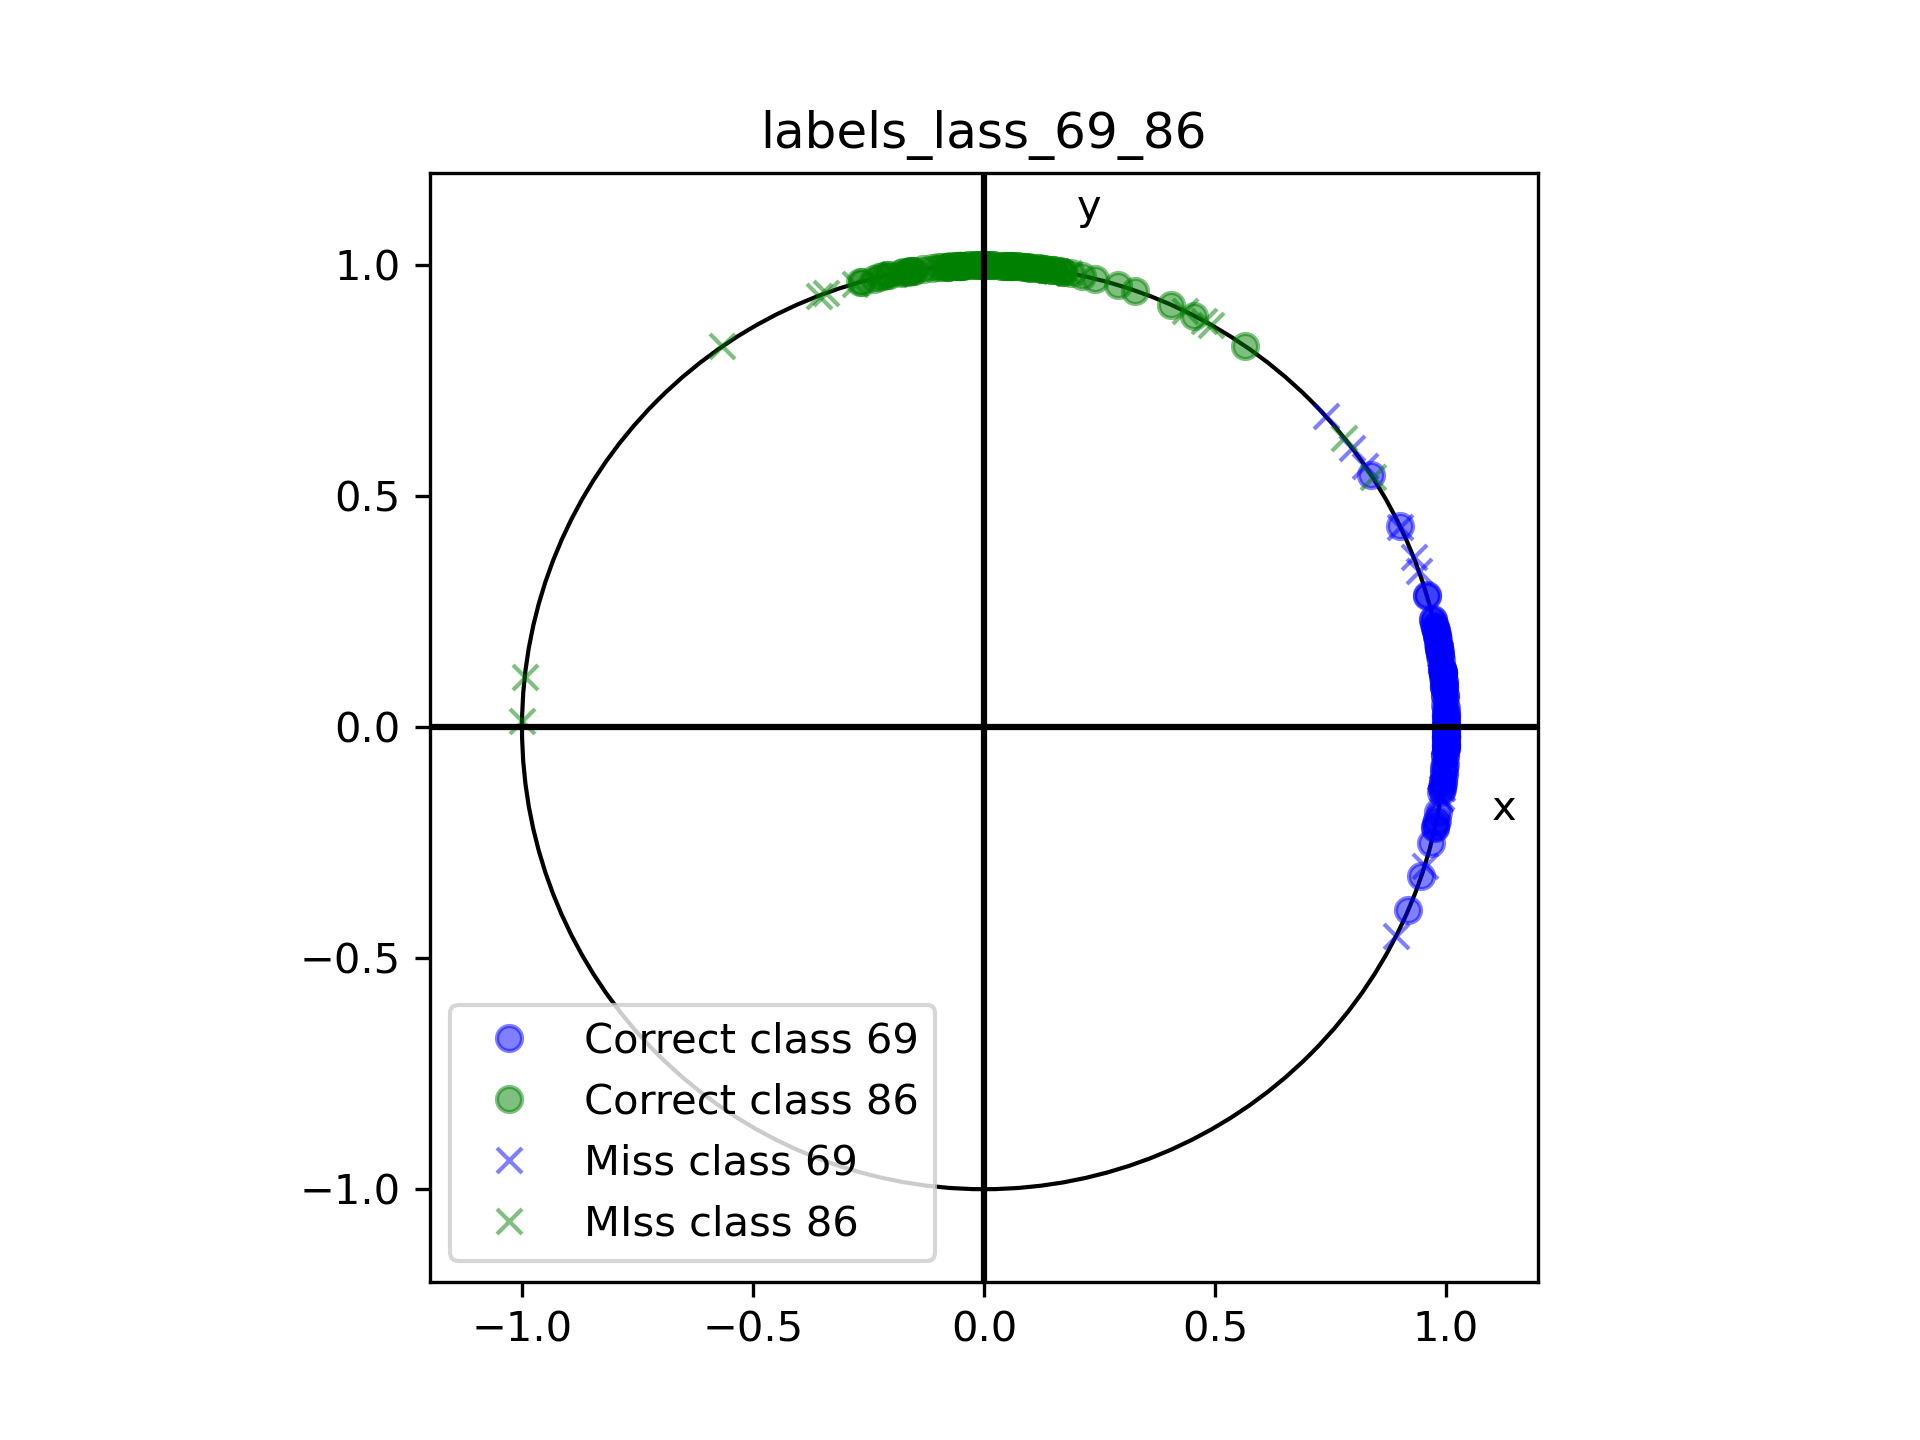 labels_lass_69_86
y
1.0
0.5
0.0
x
−0.5
−1.0
Correct class 69
Correct class 86
Miss class 69
MIss class 86
−1.0 −0.5 0.0 0.5 1.0